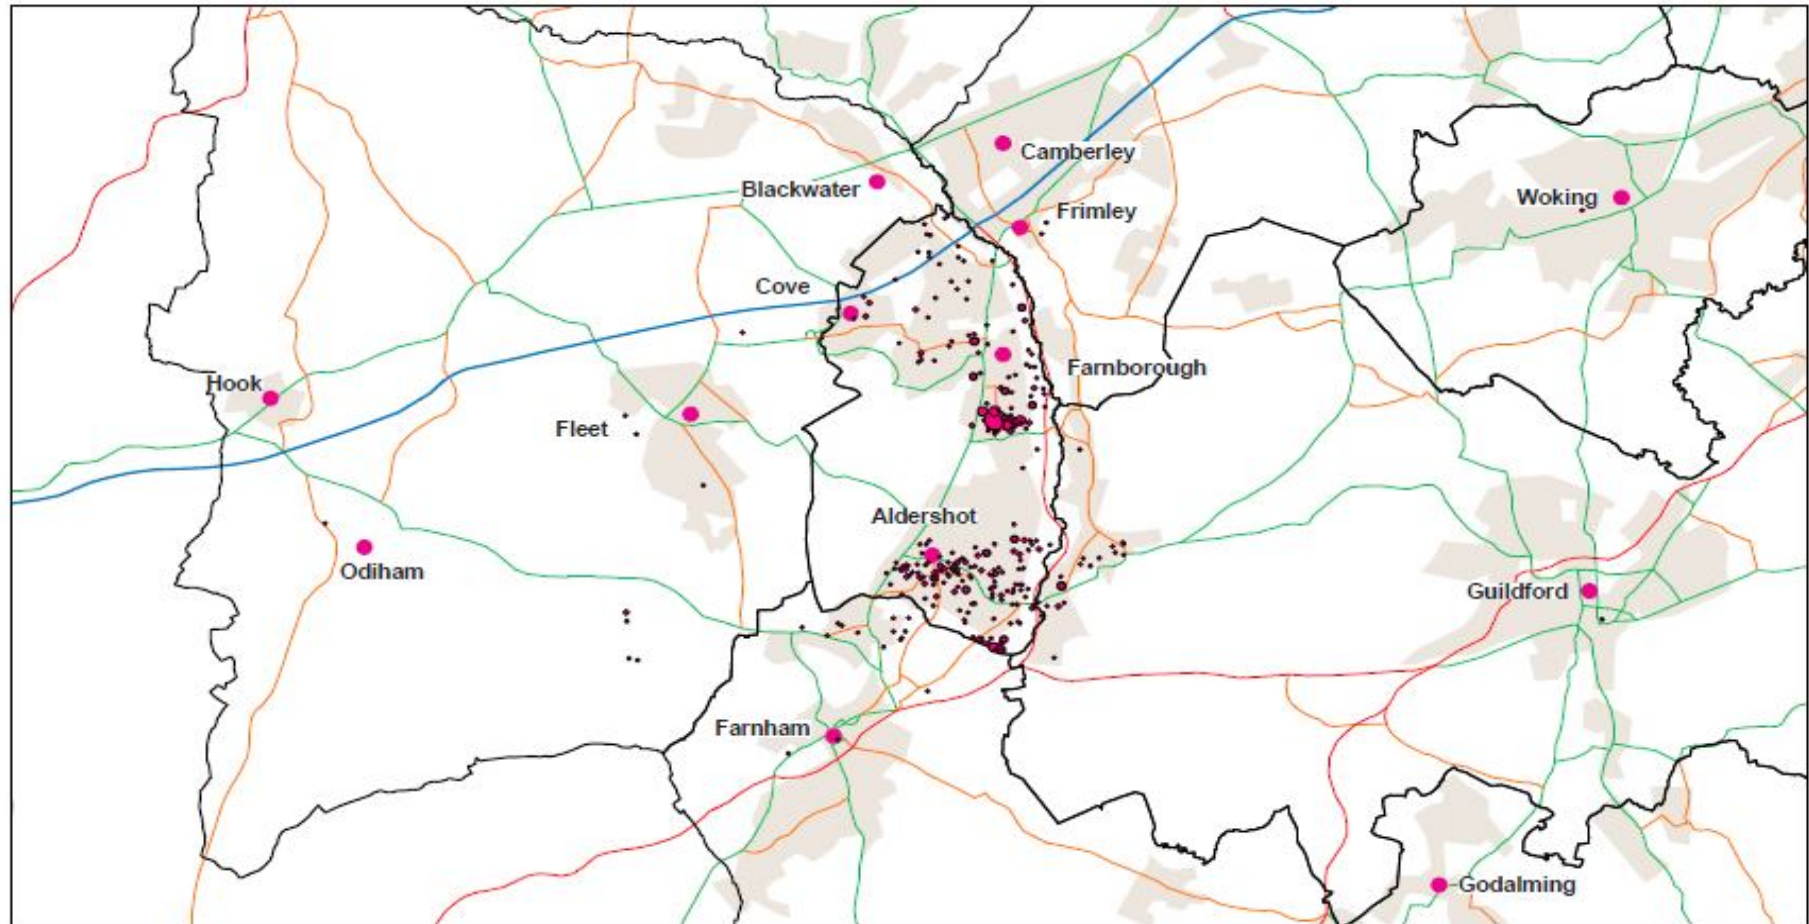 Camberley
Blackwater
Woking
Frimley
Cove
Farnborough
Hook
Fleet
Aldershot
Odiham
Guildford
Farnham
Godalming